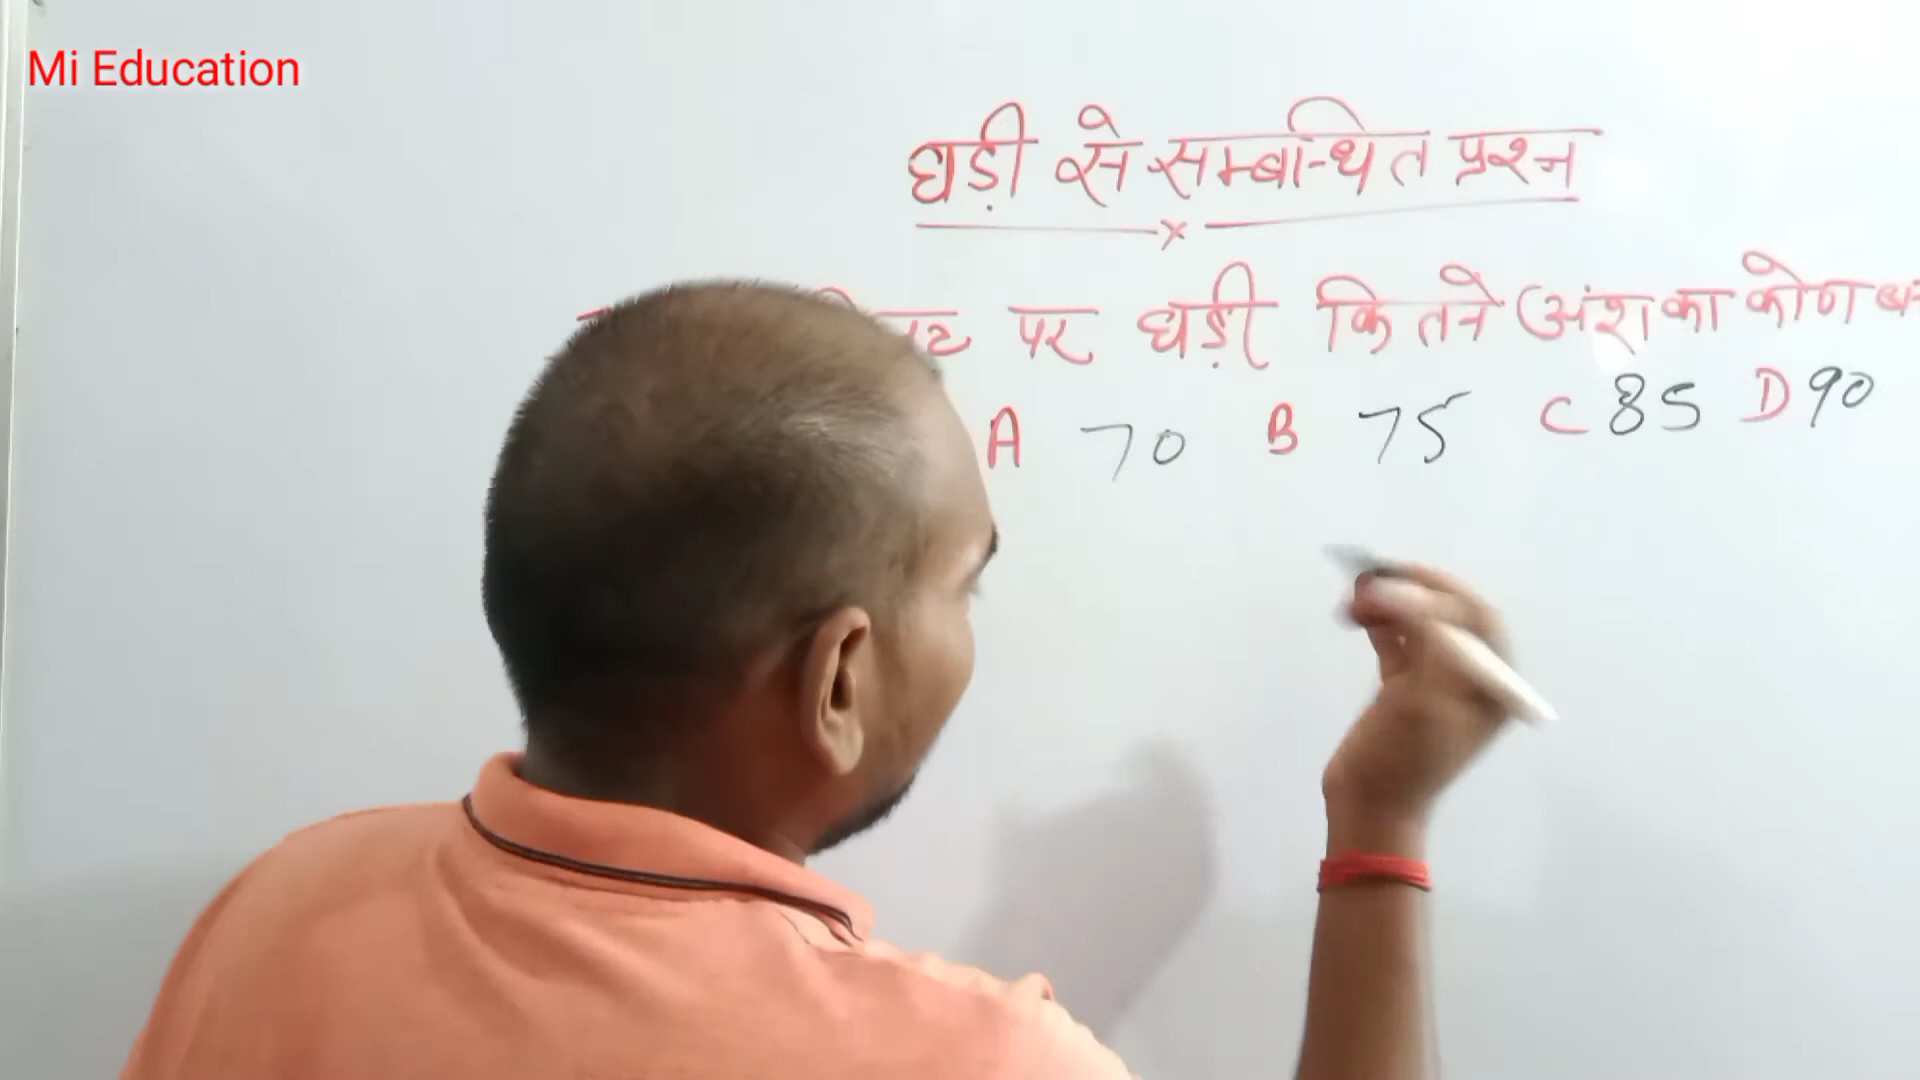 Mi Education
घड़ी से सम्बन्धित प्रश्न
पर घड़ी कितने अंश का कोण
A 70 B 75 C 85 D 90